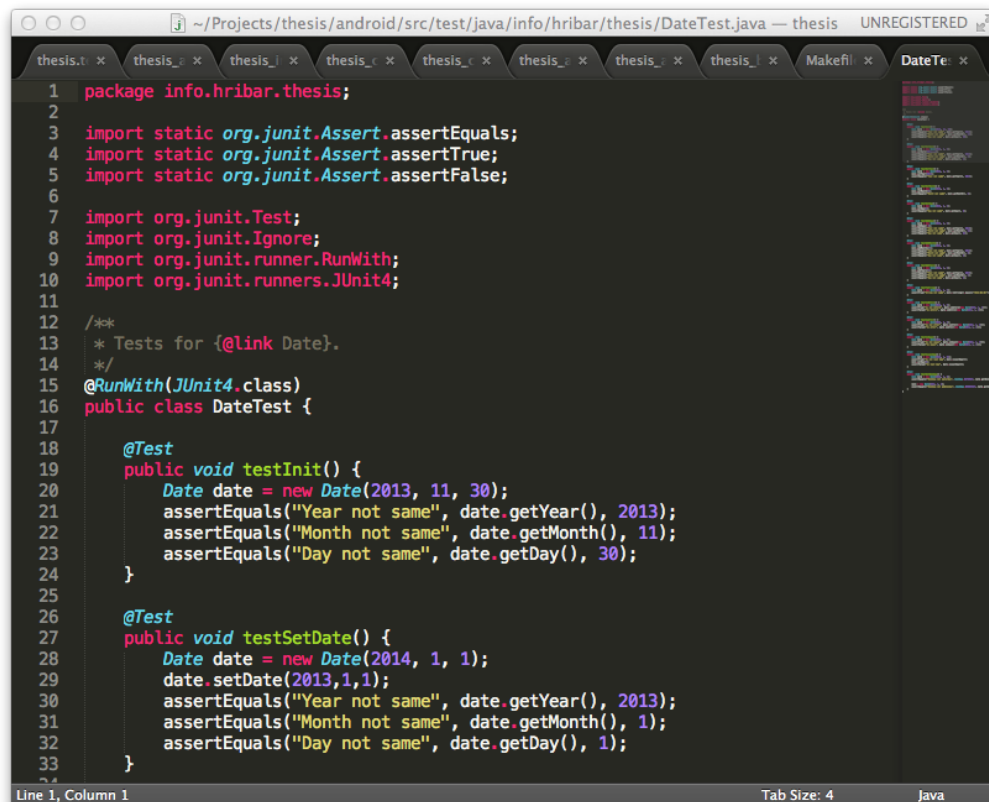 ~/Projects/thesis/android/src/test/java/info/hribar/thesis/DateTest.java — thesis UNREGISTERED
thesis.t thesis_a thesis_ thesis_c thesis_c thesis_a thesis_a thesis_b Makefil DateTe
1 package info.hribar.thesis;
2
3 import static org.junit.Assert.assertEquals;
4 import static org.junit.Assert.assertTrue;
5 import static org.junit.Assert.assertFalse;
6
7 import org.junit.Test;
8 import org.junit.Ignore;
9 import org.junit.runner.RunWith;
10 import org.junit.runners.JUnit4;
11
12 /**
13  * Tests for {@link Date}.
14  */
15 @RunWith(JUnit4.class)
16 public class DateTest {
17
18     @Test
19     public void testInit() {
20         Date date = new Date(2013, 11, 30);
21         assertEquals("Year not same", date.getYear(), 2013);
22         assertEquals("Month not same", date.getMonth(), 11);
23         assertEquals("Day not same", date.getDay(), 30);
24     }
25
26     @Test
27     public void testSetDate() {
28         Date date = new Date(2014, 1, 1);
29         date.setDate(2013,1,1);
30         assertEquals("Year not same", date.getYear(), 2013);
31         assertEquals("Month not same", date.getMonth(), 1);
32         assertEquals("Day not same", date.getDay(), 1);
33     }
Line 1, Column 1 Tab Size: 4 Java